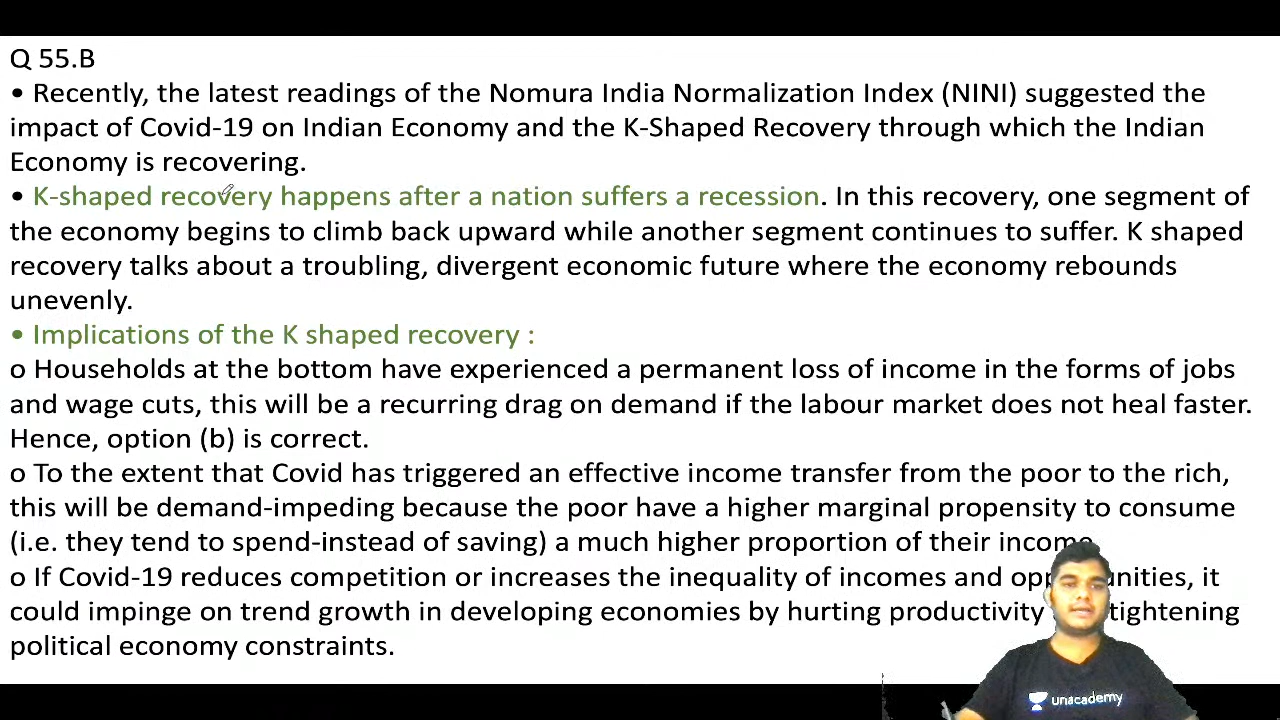 Q 55.B
• Recently, the latest readings of the Nomura India Normalization Index (NINI) suggested the
impact of Covid-19 on Indian Economy and the K-Shaped Recovery through which the Indian
Economy is recovering.
• K-shaped recovery happens after a nation suffers a recession. In this recovery, one segment of
the economy begins to climb back upward while another segment continues to suffer. K shaped
recovery talks about a troubling, divergent economic future where the economy rebounds
unevenly.
• Implications of the K shaped recovery :
o Households at the bottom have experienced a permanent loss of income in the forms of jobs
and wage cuts, this will be a recurring drag on demand if the labour market does not heal faster.
Hence, option (b) is correct.
o To the extent that Covid has triggered an effective income transfer from the poor to the rich,
this will be demand-impeding because the poor have a higher marginal propensity to consume
(i.e. they tend to spend-instead of saving) a much higher proportion of their income
o If Covid-19 reduces competition or increases the inequality of incomes and it
could impinge on trend growth in developing economies by hurting productivity tightening
political economy constraints.
unacademy